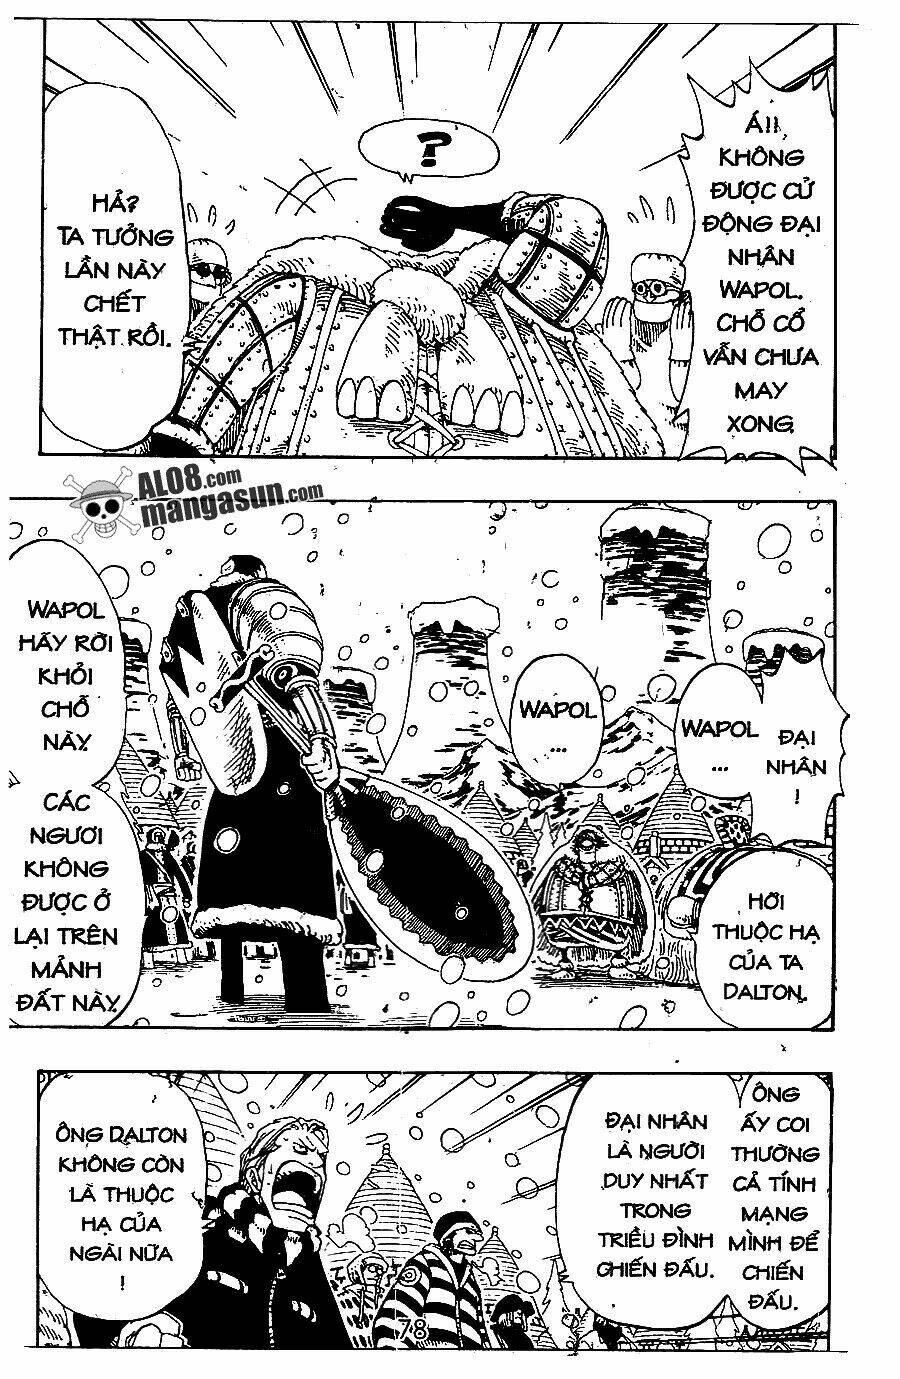 Á!!,
KHÔNG
ĐƯỢC CỬ
ĐỘNG ĐẠI
NHÂN
WAPOL.
CHỖ CỔ
VẪN CHƯA
MAY
XONG.
?
HẢ?
TA TƯỞNG
LẦN NÀY
CHẾT
THẬT RỒI.
AL08.com
mangasun.com
ĐẠI
NHÂN
!
WAPOL
...
WAPOL
...
HỠI
THUỘC HẠ
CỦA TA
DALTON.
WAPOL
HÃY RỜI
KHỎI
CHỖ
NÀY.
CÁC
NGƯƠI
KHÔNG
ĐƯỢC Ở
LẠI TRÊN
MẢNH
ĐẤT NÀY.
ÔNG
ẤY COI
THƯỜNG
CẢ TÍNH
MẠNG
MÌNH ĐỂ
CHIẾN
ĐẤU.
ĐẠI NHÂN
LÀ NGƯỜI
DUY NHẤT
TRONG
TRIỀU ĐÌNH
CHIẾN ĐẤU.
ÔNG DALTON
KHÔNG CÒN
LÀ THUỘC
HẠ CỦA
NGÀI NỮA
!
78